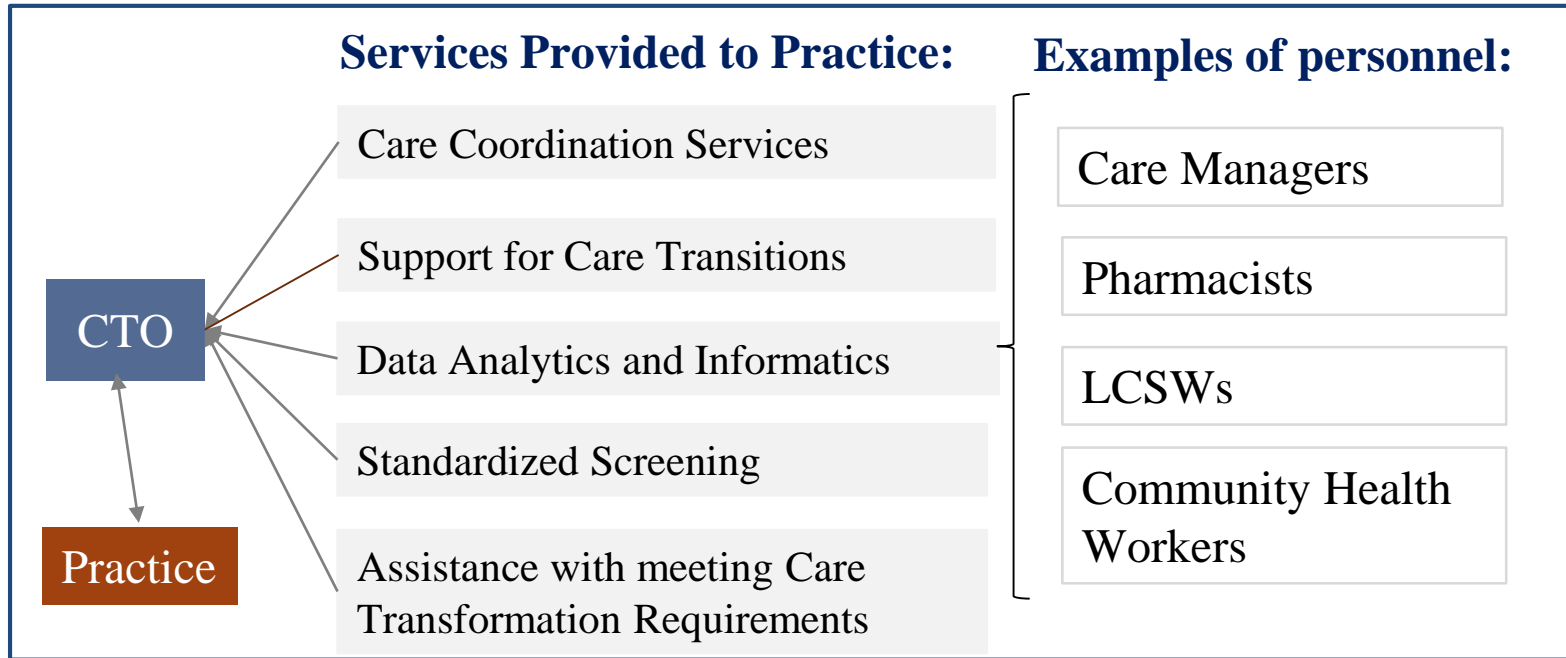 Services Provided to Practice:
Care Coordination Services
Support for Care Transitions
Data Analytics and Informatics
Standardized Screening
Assistance with meeting Care
Transformation Requirements
Examples of personnel:
Care Managers
Pharmacists
LCSWs
Community Health
Workers
CTO
Practice